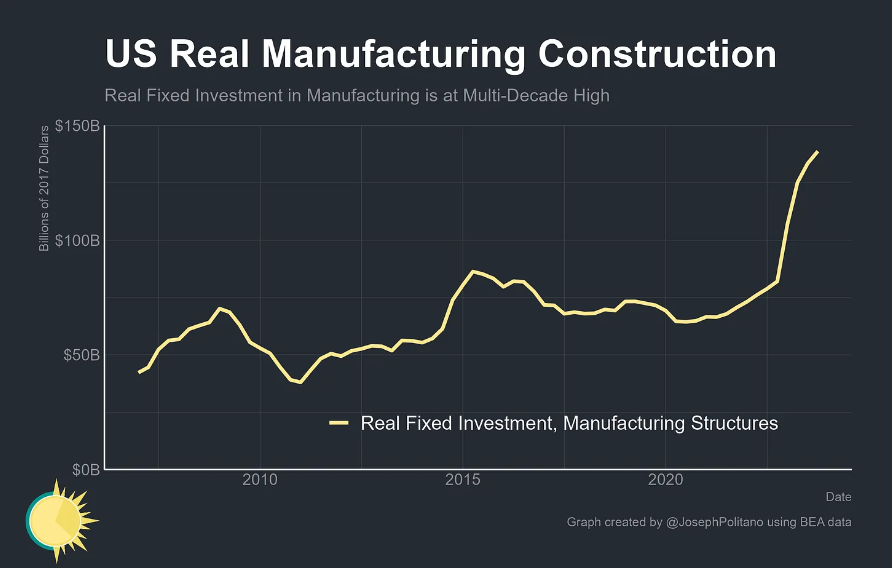 US Real Manufacturing Construction
Real Fixed Investment in Manufacturing is at Multi-Decade High
Billions of 2017 Dollars
$150B
$100B
$50B
$0B
Real Fixed Investment, Manufacturing Structures
2010 2015 2020
Date
Graph created by @JosephPolitano using BEA data